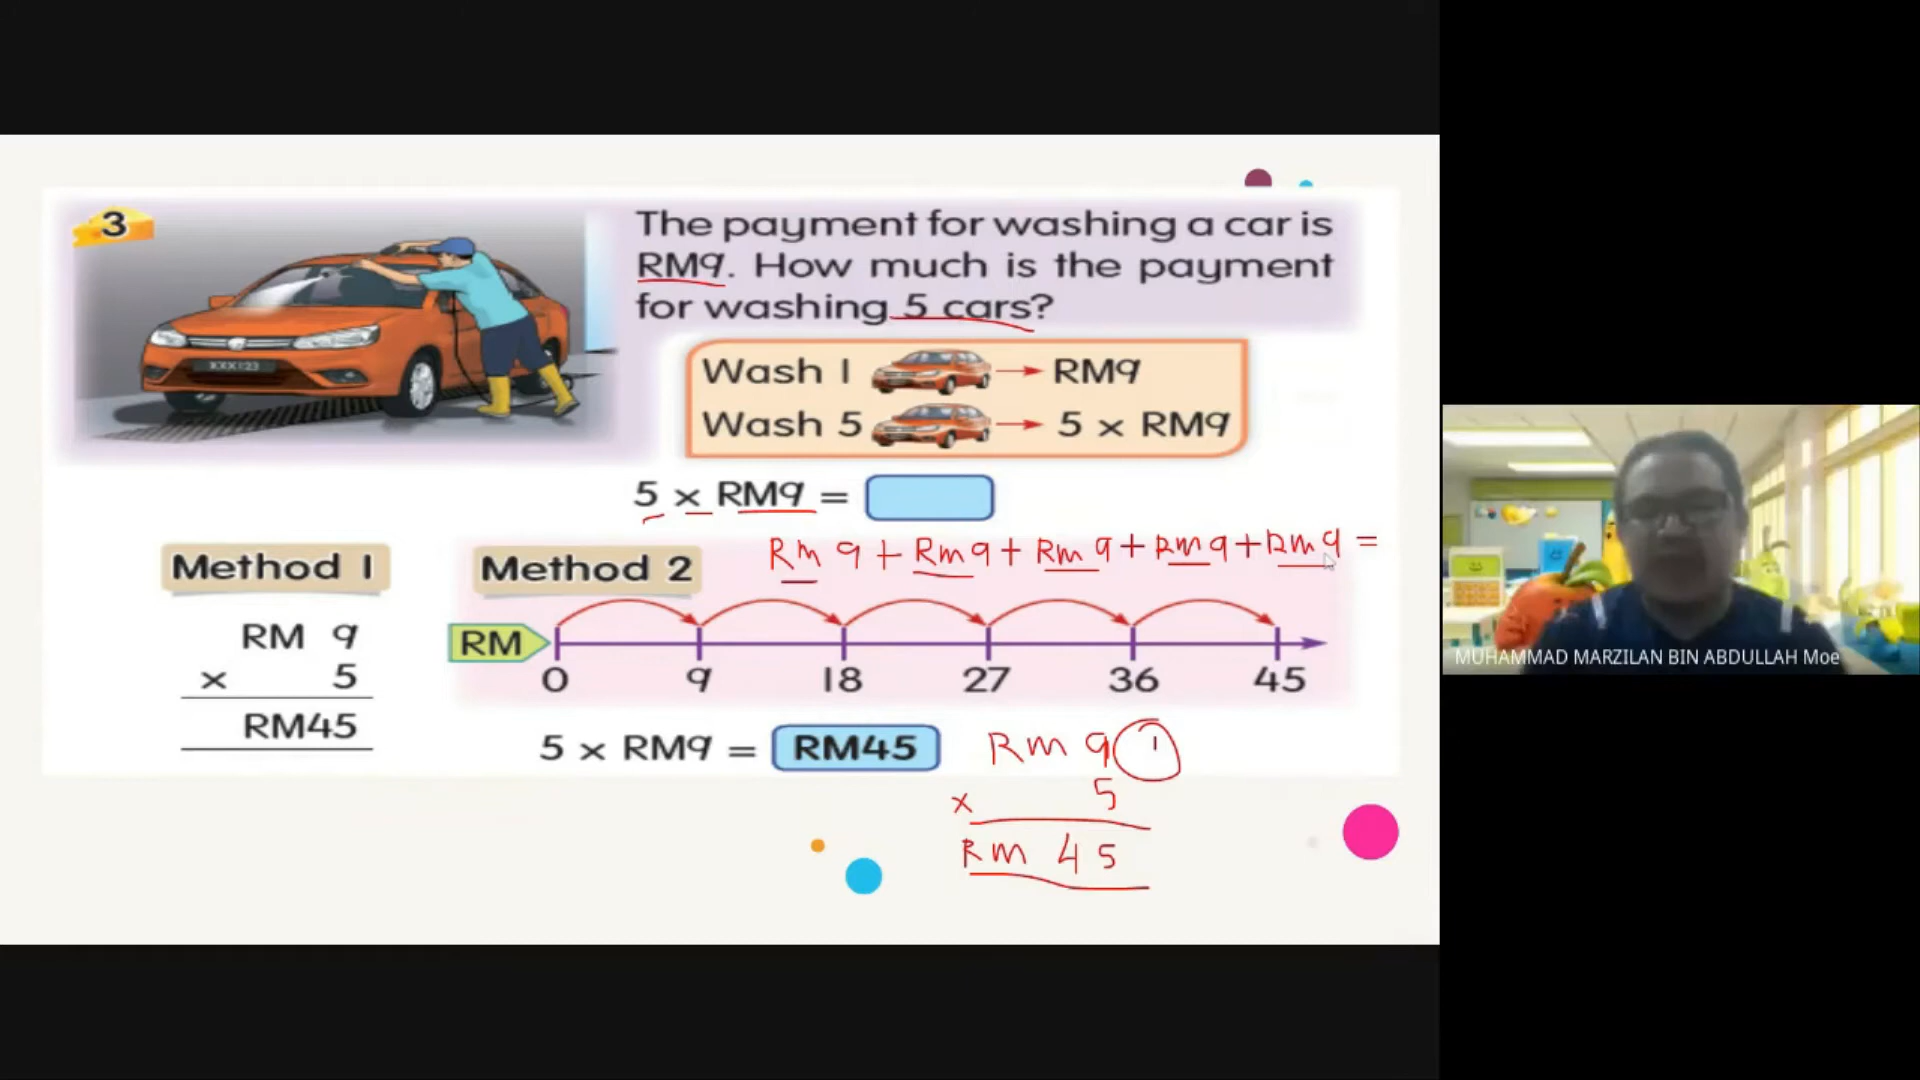 3
The payment for washing a car is
RM9. How much is the payment
for washing 5 cars?
XXX123
Wash 1 → RM9
Wash 5 → 5 × RM9
5 × RM9 =
Rm 9 + Rm 9 + Rm 9 + Rm 9 + Rm 9 =
Method 1
RM 9
× 5
RM45
Method 2
RM
0 9 18 27 36 45
5 × RM9 = RM45
Rm 9 1
x 5
Rm 45
MUHAMMAD MARZILAN BIN ABDULLAH Moe